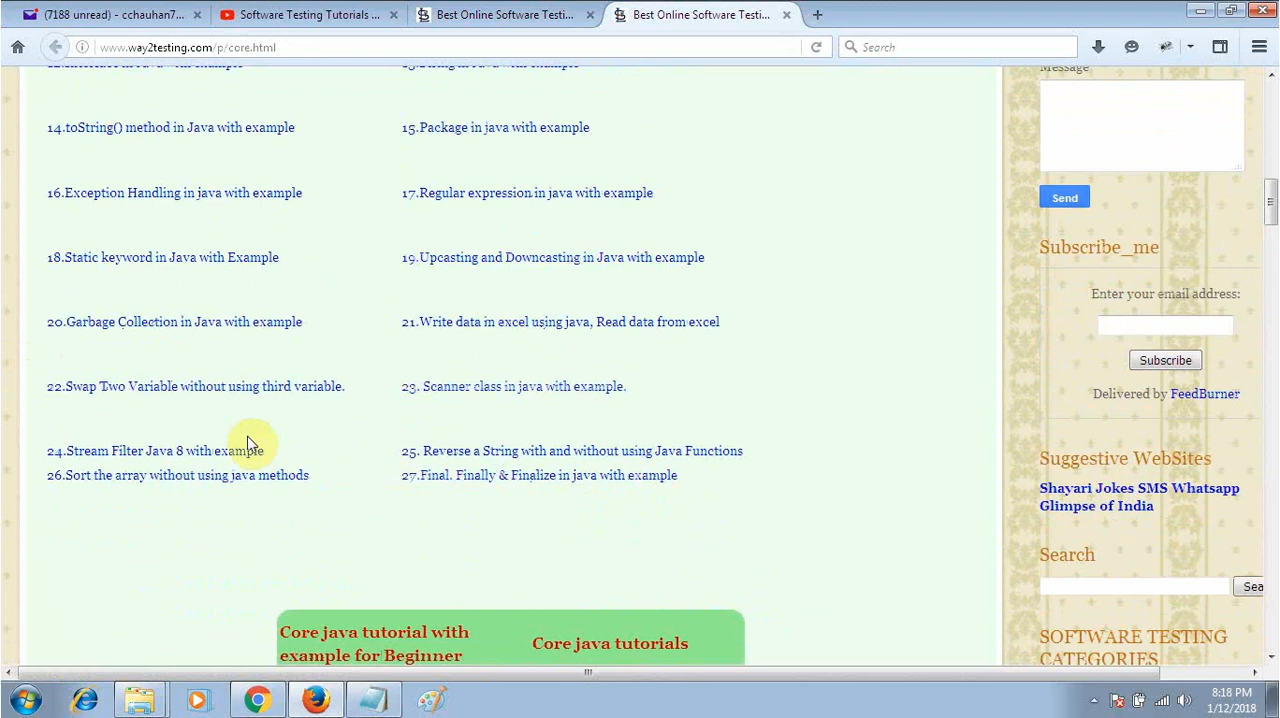 (7188 unread) - cchauhan7...
Software Testing Tutorials ...
Best Online Software Testi...
Best Online Software Testi...
www.way2testing.com/p/core.html
Search
Message
14.toString() method in Java with example
15.Package in java with example
16.Exception Handling in java with example
17.Regular expression in java with example
Send
18.Static keyword in Java with Example
19.Upcasting and Downcasting in Java with example
Subscribe_me
Enter your email address:
20.Garbage Collection in Java with example
21.Write data in excel using java, Read data from excel
Subscribe
22.Swap Two Variable without using third variable.
23. Scanner class in java with example.
Delivered by FeedBurner
24.Stream Filter Java 8 with example
25. Reverse a String with and without using Java Functions
26.Sort the array without using java methods
27.Final. Finally & Finalize in java with example
Suggestive WebSites
Shayari Jokes SMS Whatsapp
Glimpse of India
Search
Sea
Core java tutorial with
example for Beginner
Core java tutorials
SOFTWARE TESTING
CATEGORIES
8:18 PM
1/12/2018